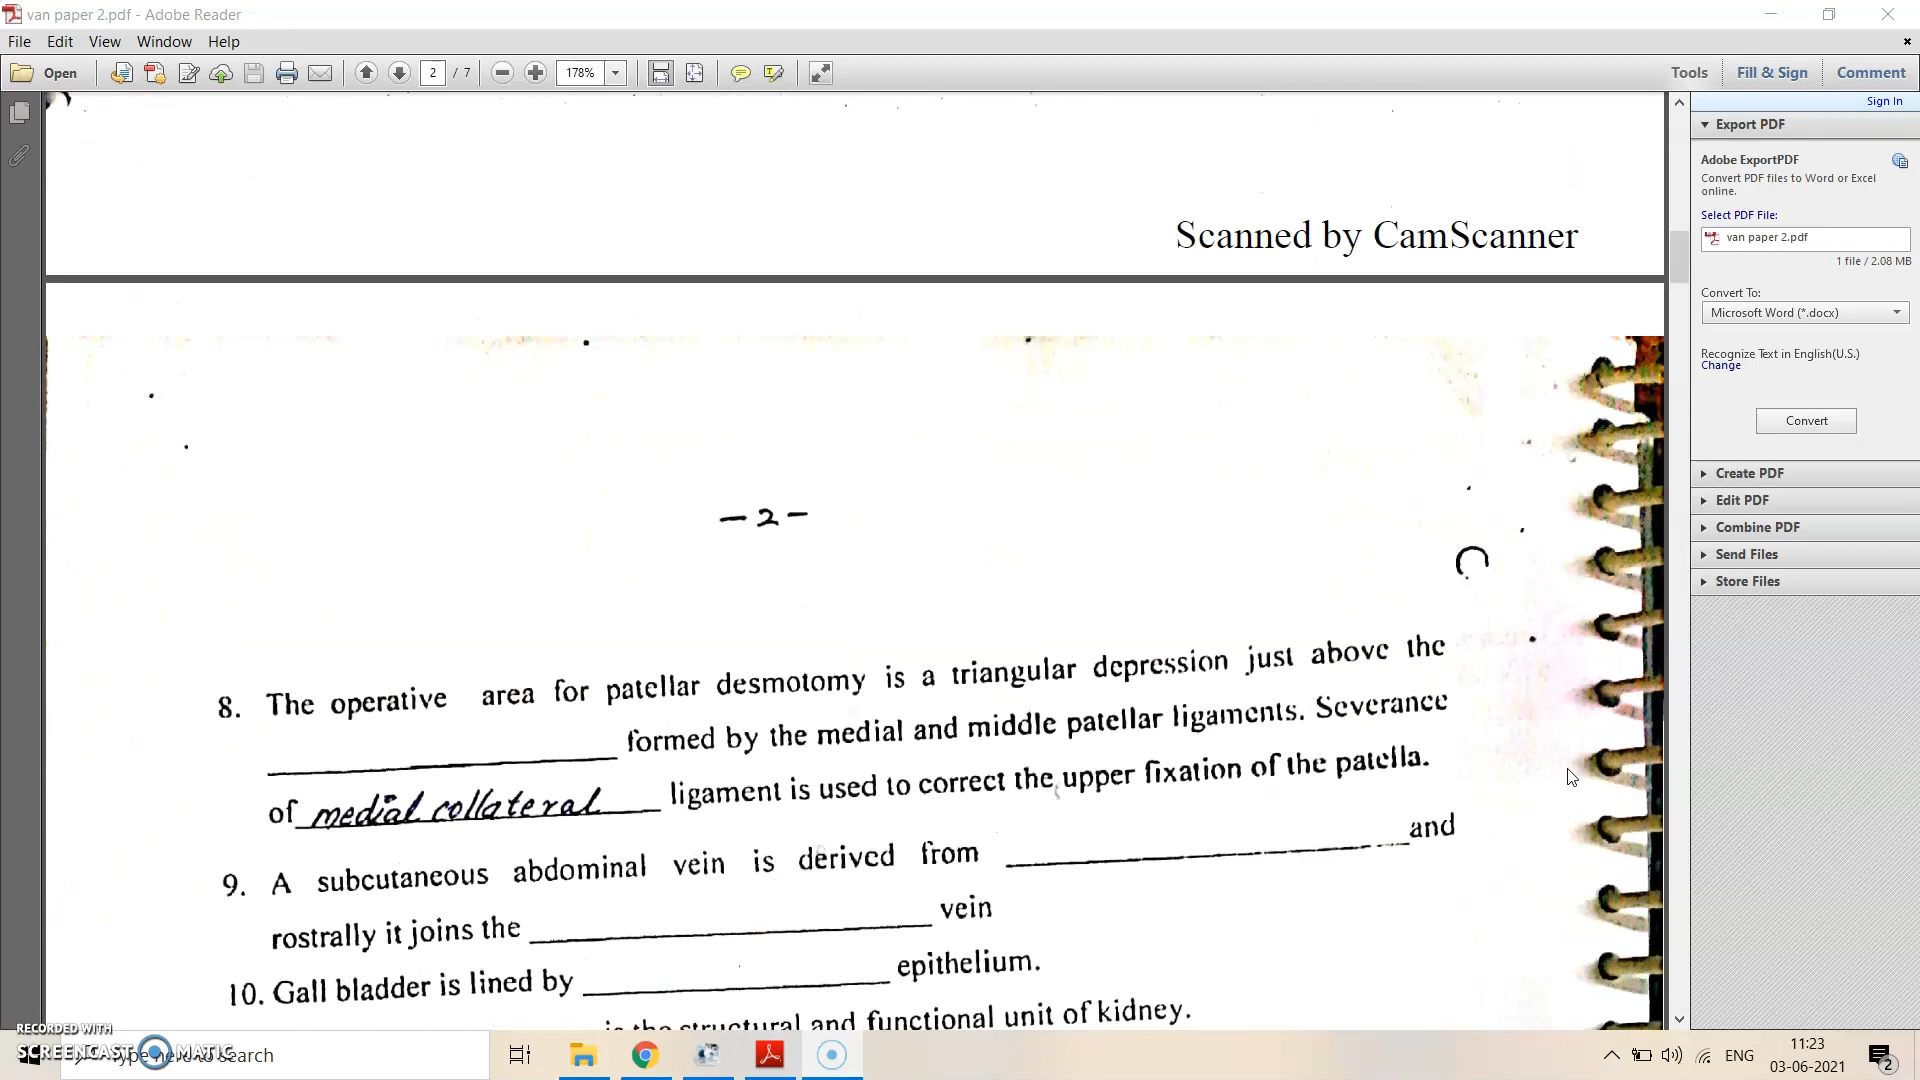 van paper 2.pdf - Adobe Reader
File Edit View Window Help
Open 2 / 7 178% Tools Fill & Sign Comment
Sign In
Export PDF
Adobe ExportPDF
Convert PDF files to Word or Excel
online.
Select PDF File:
van paper 2.pdf
1 file / 2.08 MB
Convert To:
Microsoft Word (*.docx)
Recognize Text in English(U.S.)
Change
Convert
Create PDF
Edit PDF
Combine PDF
Send Files
Store Files
Scanned by CamScanner
- 2 -
8. The operative area for patellar desmotomy is a triangular depression just above the
formed by the medial and middle patellar ligaments. Severance
of medial collateral ligament is used to correct the upper fixation of the patella.
9. A subcutaneous abdominal vein is derived from and
rostrally it joins the vein
10. Gall bladder is lined by epithelium.
is the structural and functional unit of kidney.
RECORDED WITH
SCREENCAST MATIC
Type here to search
ENG
11:23
03-06-2021
2